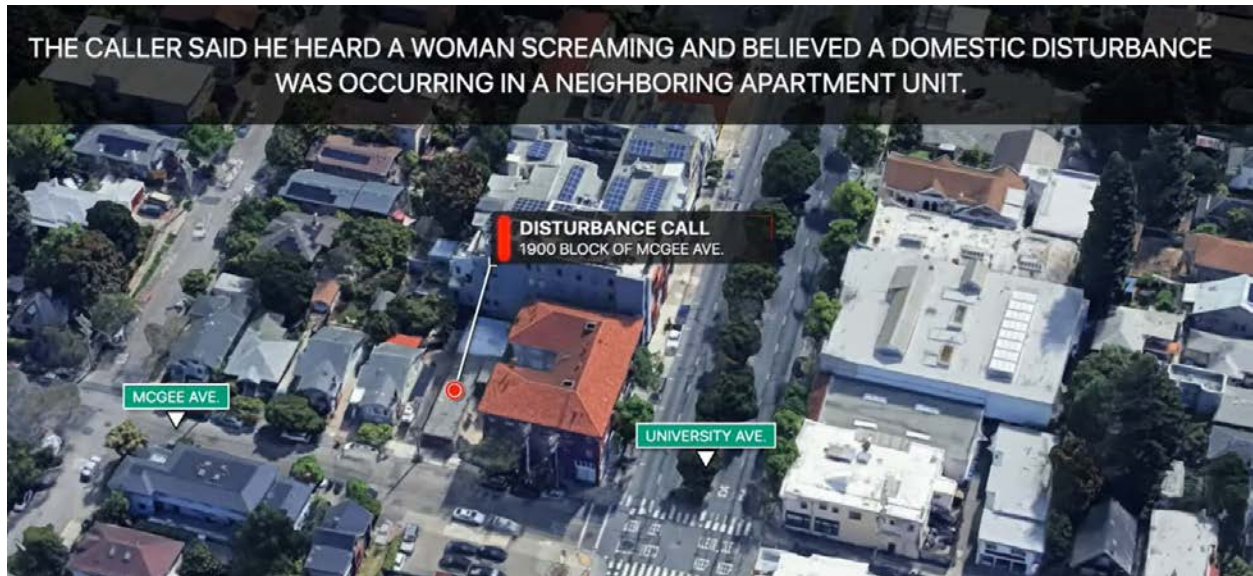 THE CALLER SAID HE HEARD A WOMAN SCREAMING AND BELIEVED A DOMESTIC DISTURBANCE
WAS OCCURRING IN A NEIGHBORING APARTMENT UNIT.
DISTURBANCE CALL
1900 BLOCK OF MCGEE AVE.
MCGEE AVE.
UNIVERSITY AVE.